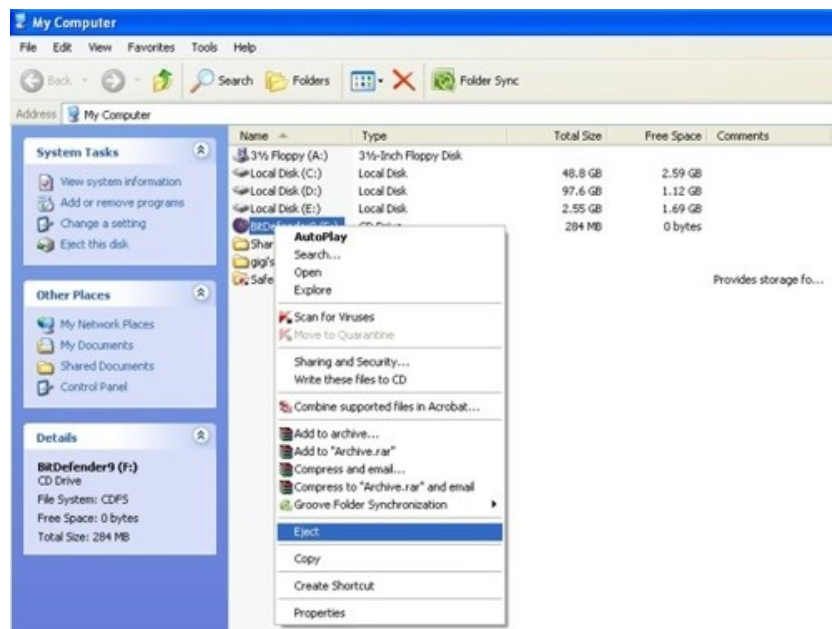 My Computer
File Edit View Favorites Tools Help
Back Search Folders Folder Sync
Address My Computer
Name Type Total Size Free Space Comments
System Tasks
View system information
Add or remove programs
Change a setting
Eject this disk
Other Places
My Network Places
My Documents
Shared Documents
Control Panel
Details
BitDefender9 (F:)
CD Drive
File System: CDFS
Free Space: 0 bytes
Total Size: 284 MB
3½ Floppy (A:) 3½-Inch Floppy Disk
Local Disk (C:) Local Disk 48.8 GB 2.59 GB
Local Disk (D:) Local Disk 97.6 GB 1.12 GB
Local Disk (E:) Local Disk 2.55 GB 1.69 GB
BitDefender9 (F:) CD Drive 284 MB 0 bytes
Shar
gigi's
Safe Provides storage fo...
AutoPlay
Search...
Open
Explore
Scan for Viruses
Move to Quarantine
Sharing and Security...
Write these files to CD
Combine supported files in Acrobat...
Add to archive...
Add to "Archive.rar"
Compress and email...
Compress to "Archive.rar" and email
Groove Folder Synchronization
Eject
Copy
Create Shortcut
Properties